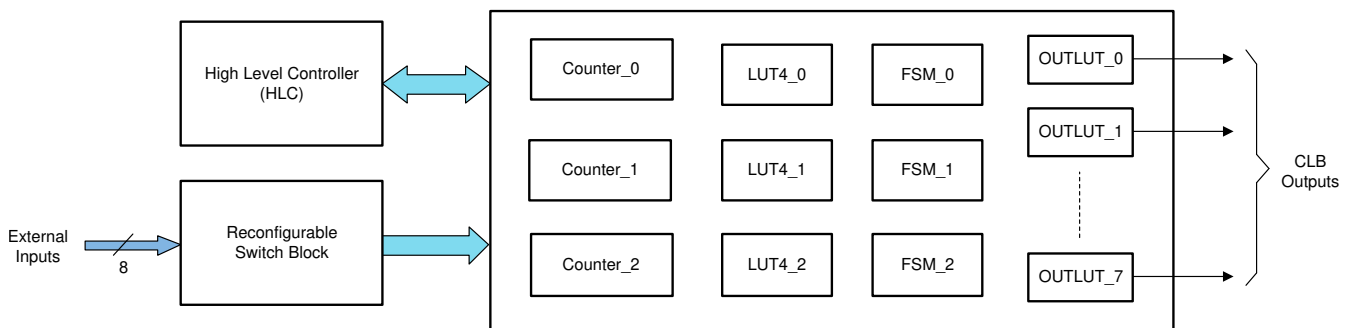 High Level Controller
(HLC)
Counter_0
LUT4_0
FSM_0
OUTLUT_0
OUTLUT_1
Counter_1
LUT4_1
FSM_1
CLB
Outputs
External
Inputs
8
Reconfigurable
Switch Block
Counter_2
LUT4_2
FSM_2
OUTLUT_7